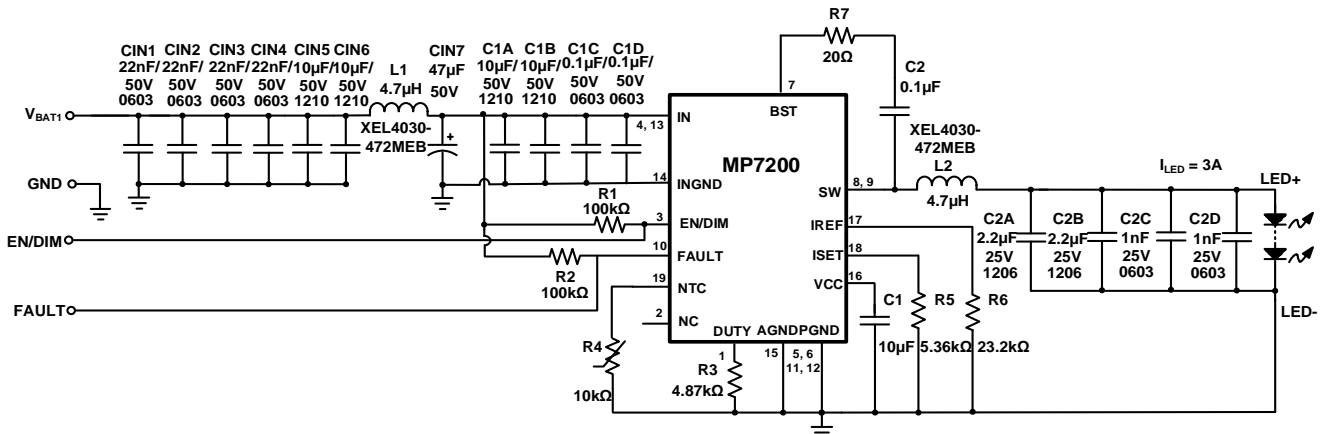 R7
20Ω
CIN1
22nF/
50V
0603
CIN2
22nF/
50V
0603
CIN3
22nF/
50V
0603
CIN4
22nF/
50V
0603
CIN5
10µF/
50V
1210
CIN6
10µF/
50V
1210
L1
4.7µH
XEL4030-
472MEB
CIN7
47µF
50V
+
C1A
10µF/
50V
1210
C1B
10µF/
50V
1210
C1C
0.1µF/
50V
0603
C1D
0.1µF/
50V
0603
C2
0.1µF
VBAT1
GND
EN/DIM
FAULT
R1
100kΩ
R2
100kΩ
R4
10kΩ
R3
4.87kΩ
MP7200
4, 13
IN
14
INGND
3
EN/DIM
10
FAULT
19
NTC
2
NC
7
BST
8, 9
SW
17
IREF
18
ISET
16
VCC
DUTY
AGND
PGND
1
15
5, 6
11, 12
XEL4030-
472MEB
L2
4.7µH
C1
10µF
R5
5.36kΩ
R6
23.2kΩ
C2A
2.2µF
25V
1206
C2B
2.2µF
25V
1206
C2C
1nF
25V
0603
C2D
1nF
25V
0603
ILED = 3A
LED+
LED-